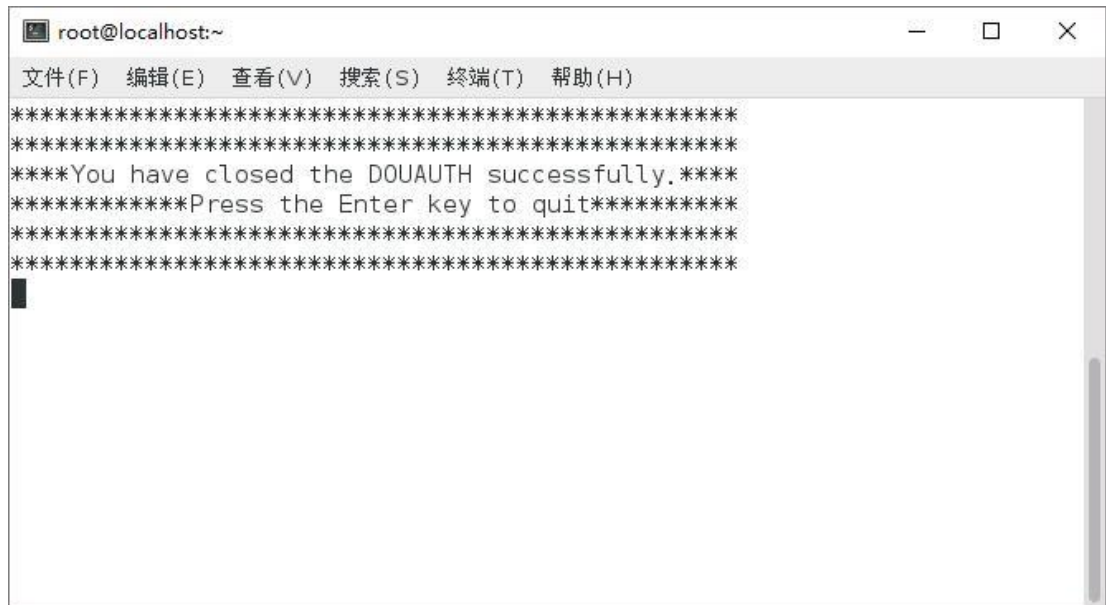 root@localhost:~
文件(F) 编辑(E) 查看(V) 搜索(S) 终端(T) 帮助(H)
*************************************************
*************************************************
****You have closed the DOUAUTH successfully.****
************Press the Enter key to quit**********
*************************************************
*************************************************